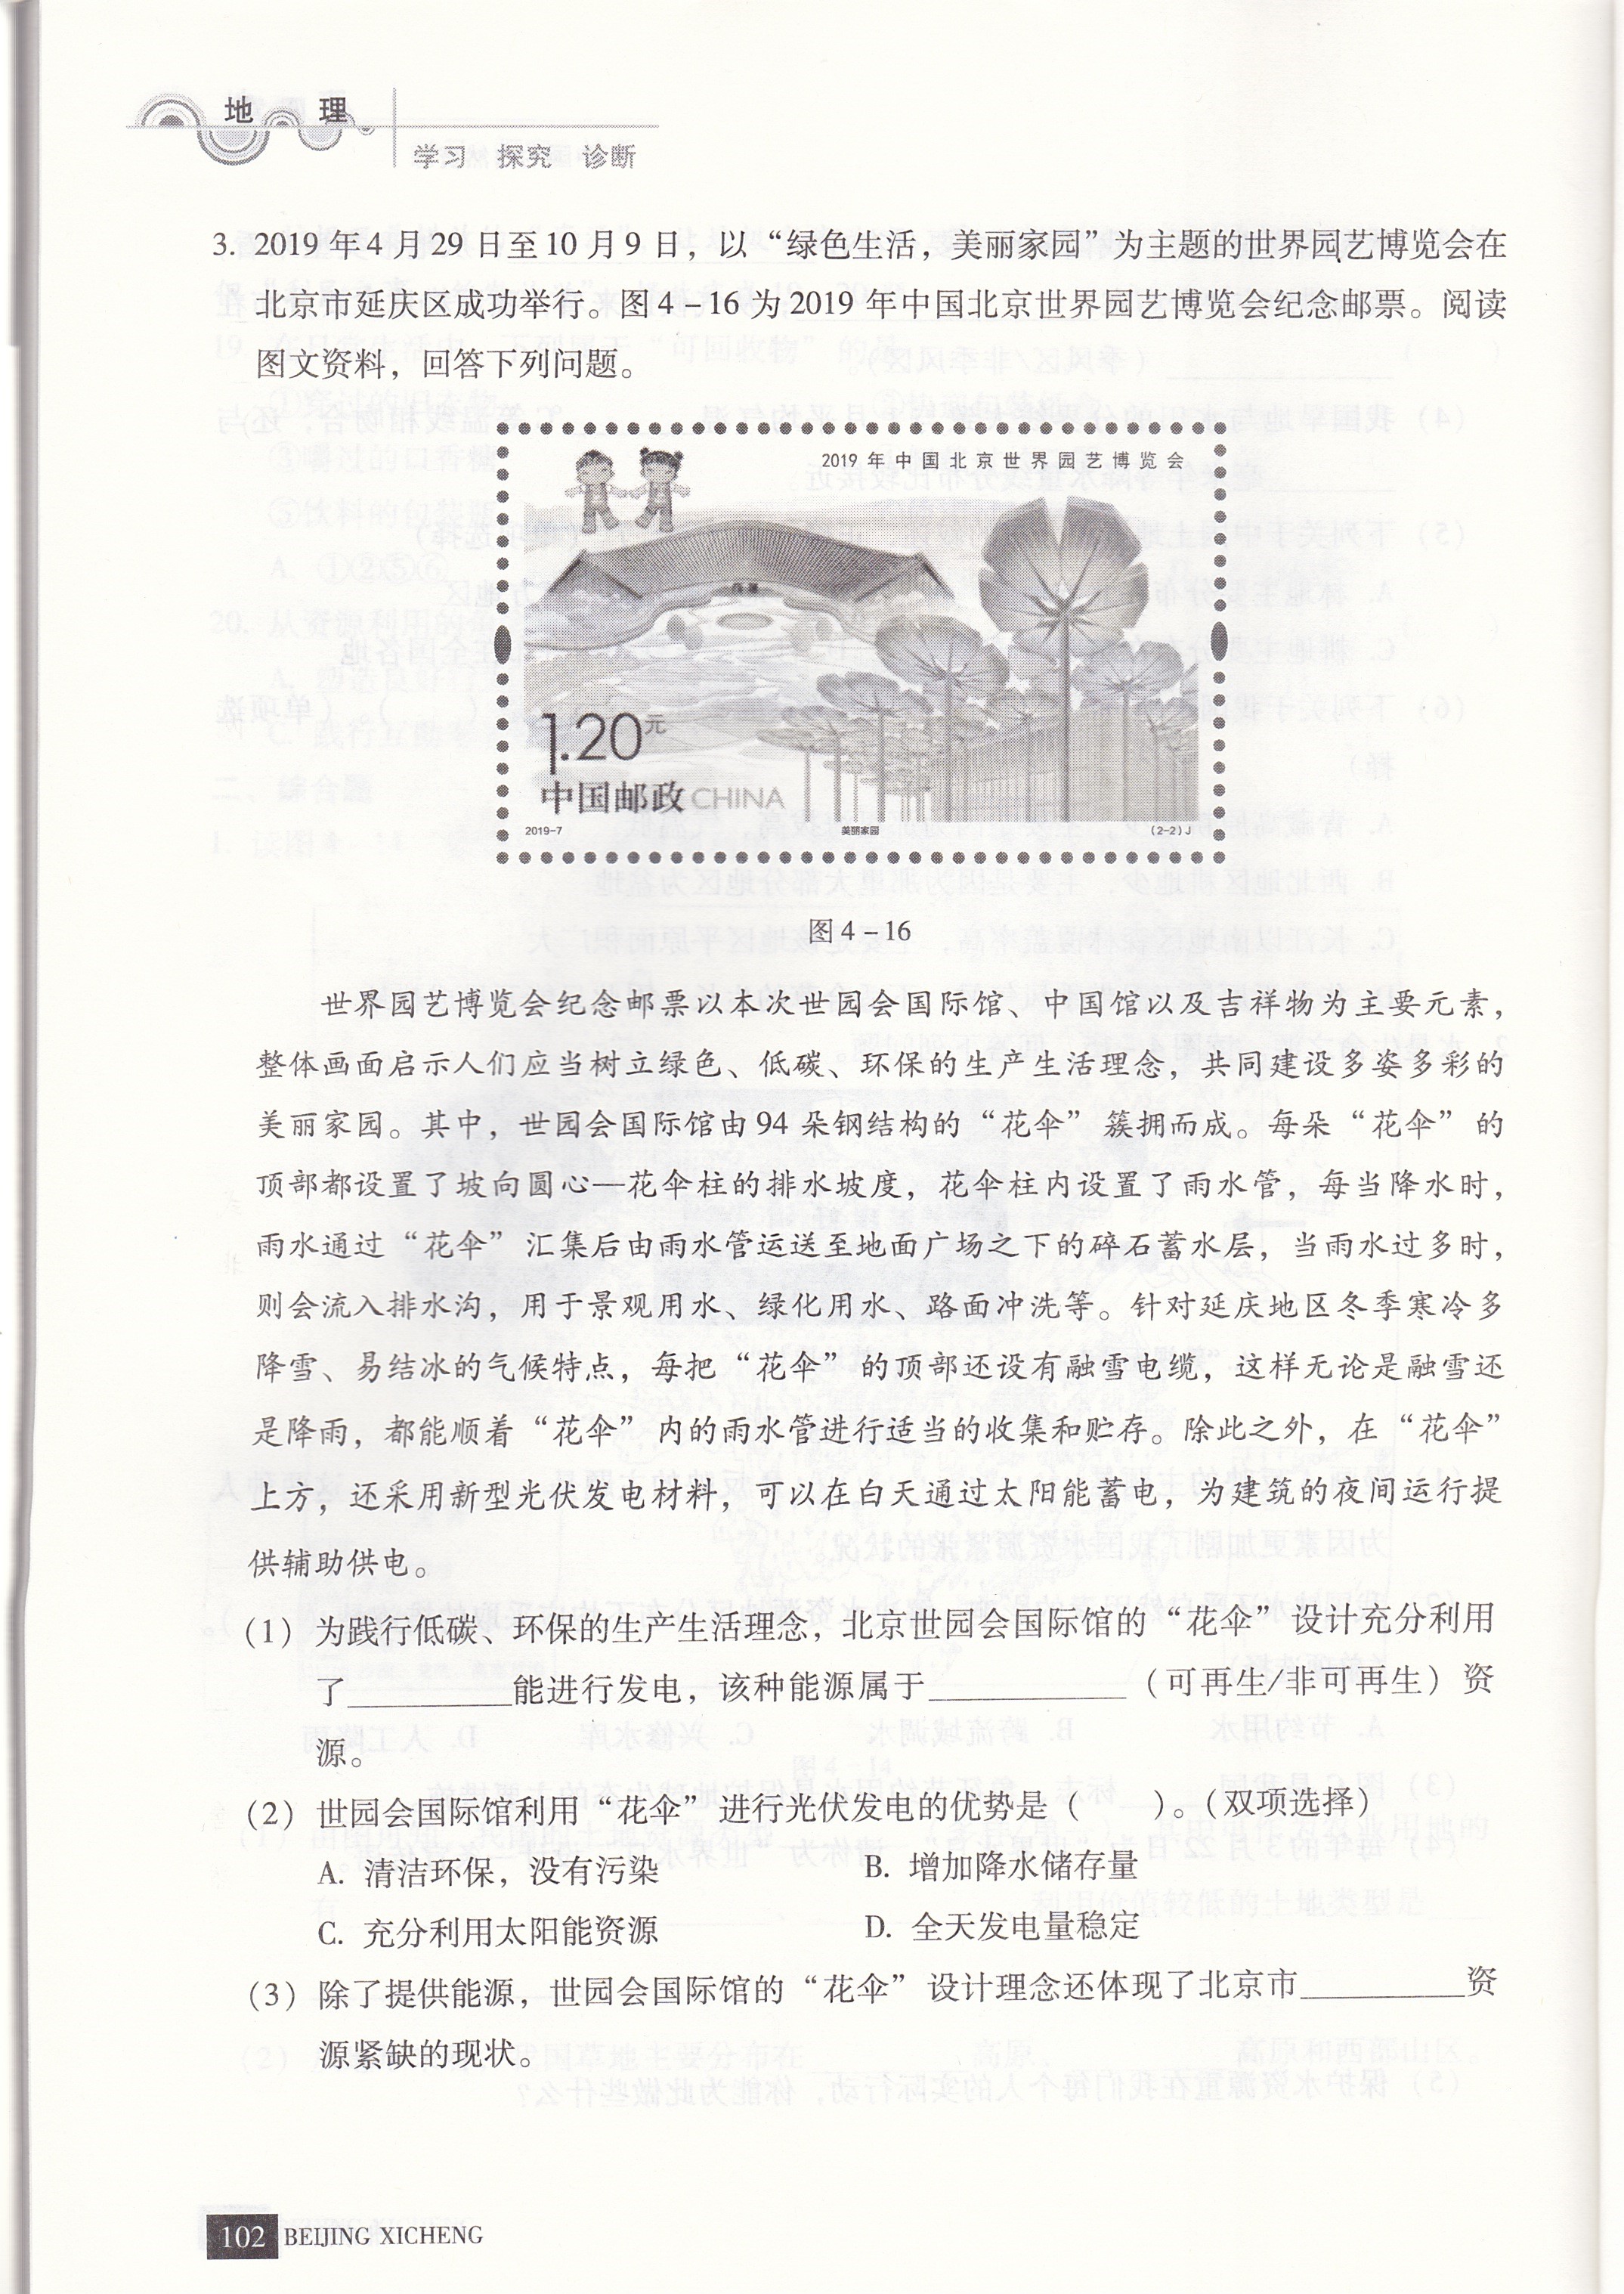 地 理
学习 探究 诊断
3. 2019 年 4 月 29 日至 10 月 9 日，以“绿色生活，美丽家园”为主题的世界园艺博览会在
北京市延庆区成功举行。图 4－16 为 2019 年中国北京世界园艺博览会纪念邮票。阅读
图文资料，回答下列问题。
2019 年中国北京世界园艺博览会
1.20元
中国邮政 CHINA
2019-7 美丽家园 (2-2)J
图 4－16
世界园艺博览会纪念邮票以本次世园会国际馆、中国馆以及吉祥物为主要元素，
整体画面启示人们应当树立绿色、低碳、环保的生产生活理念，共同建设多姿多彩的
美丽家园。其中，世园会国际馆由 94 朵钢结构的“花伞”簇拥而成。每朵“花伞”的
顶部都设置了坡向圆心—花伞柱的排水坡度，花伞柱内设置了雨水管，每当降水时，
雨水通过“花伞”汇集后由雨水管运送至地面广场之下的碎石蓄水层，当雨水过多时，
则会流入排水沟，用于景观用水、绿化用水、路面冲洗等。针对延庆地区冬季寒冷多
降雪、易结冰的气候特点，每把“花伞”的顶部还设有融雪电缆，这样无论是融雪还
是降雨，都能顺着“花伞”内的雨水管进行适当的收集和贮存。除此之外，在“花伞”
上方，还采用新型光伏发电材料，可以在白天通过太阳能蓄电，为建筑的夜间运行提
供辅助供电。
(1) 为践行低碳、环保的生产生活理念，北京世园会国际馆的“花伞”设计充分利用
了__________能进行发电，该种能源属于____________（可再生/非可再生）资
源。
(2) 世园会国际馆利用“花伞”进行光伏发电的优势是（　　）。（双项选择）
A. 清洁环保，没有污染 B. 增加降水储存量
C. 充分利用太阳能资源 D. 全天发电量稳定
(3) 除了提供能源，世园会国际馆的“花伞”设计理念还体现了北京市__________资
源紧缺的现状。
102 BEIJING XICHENG